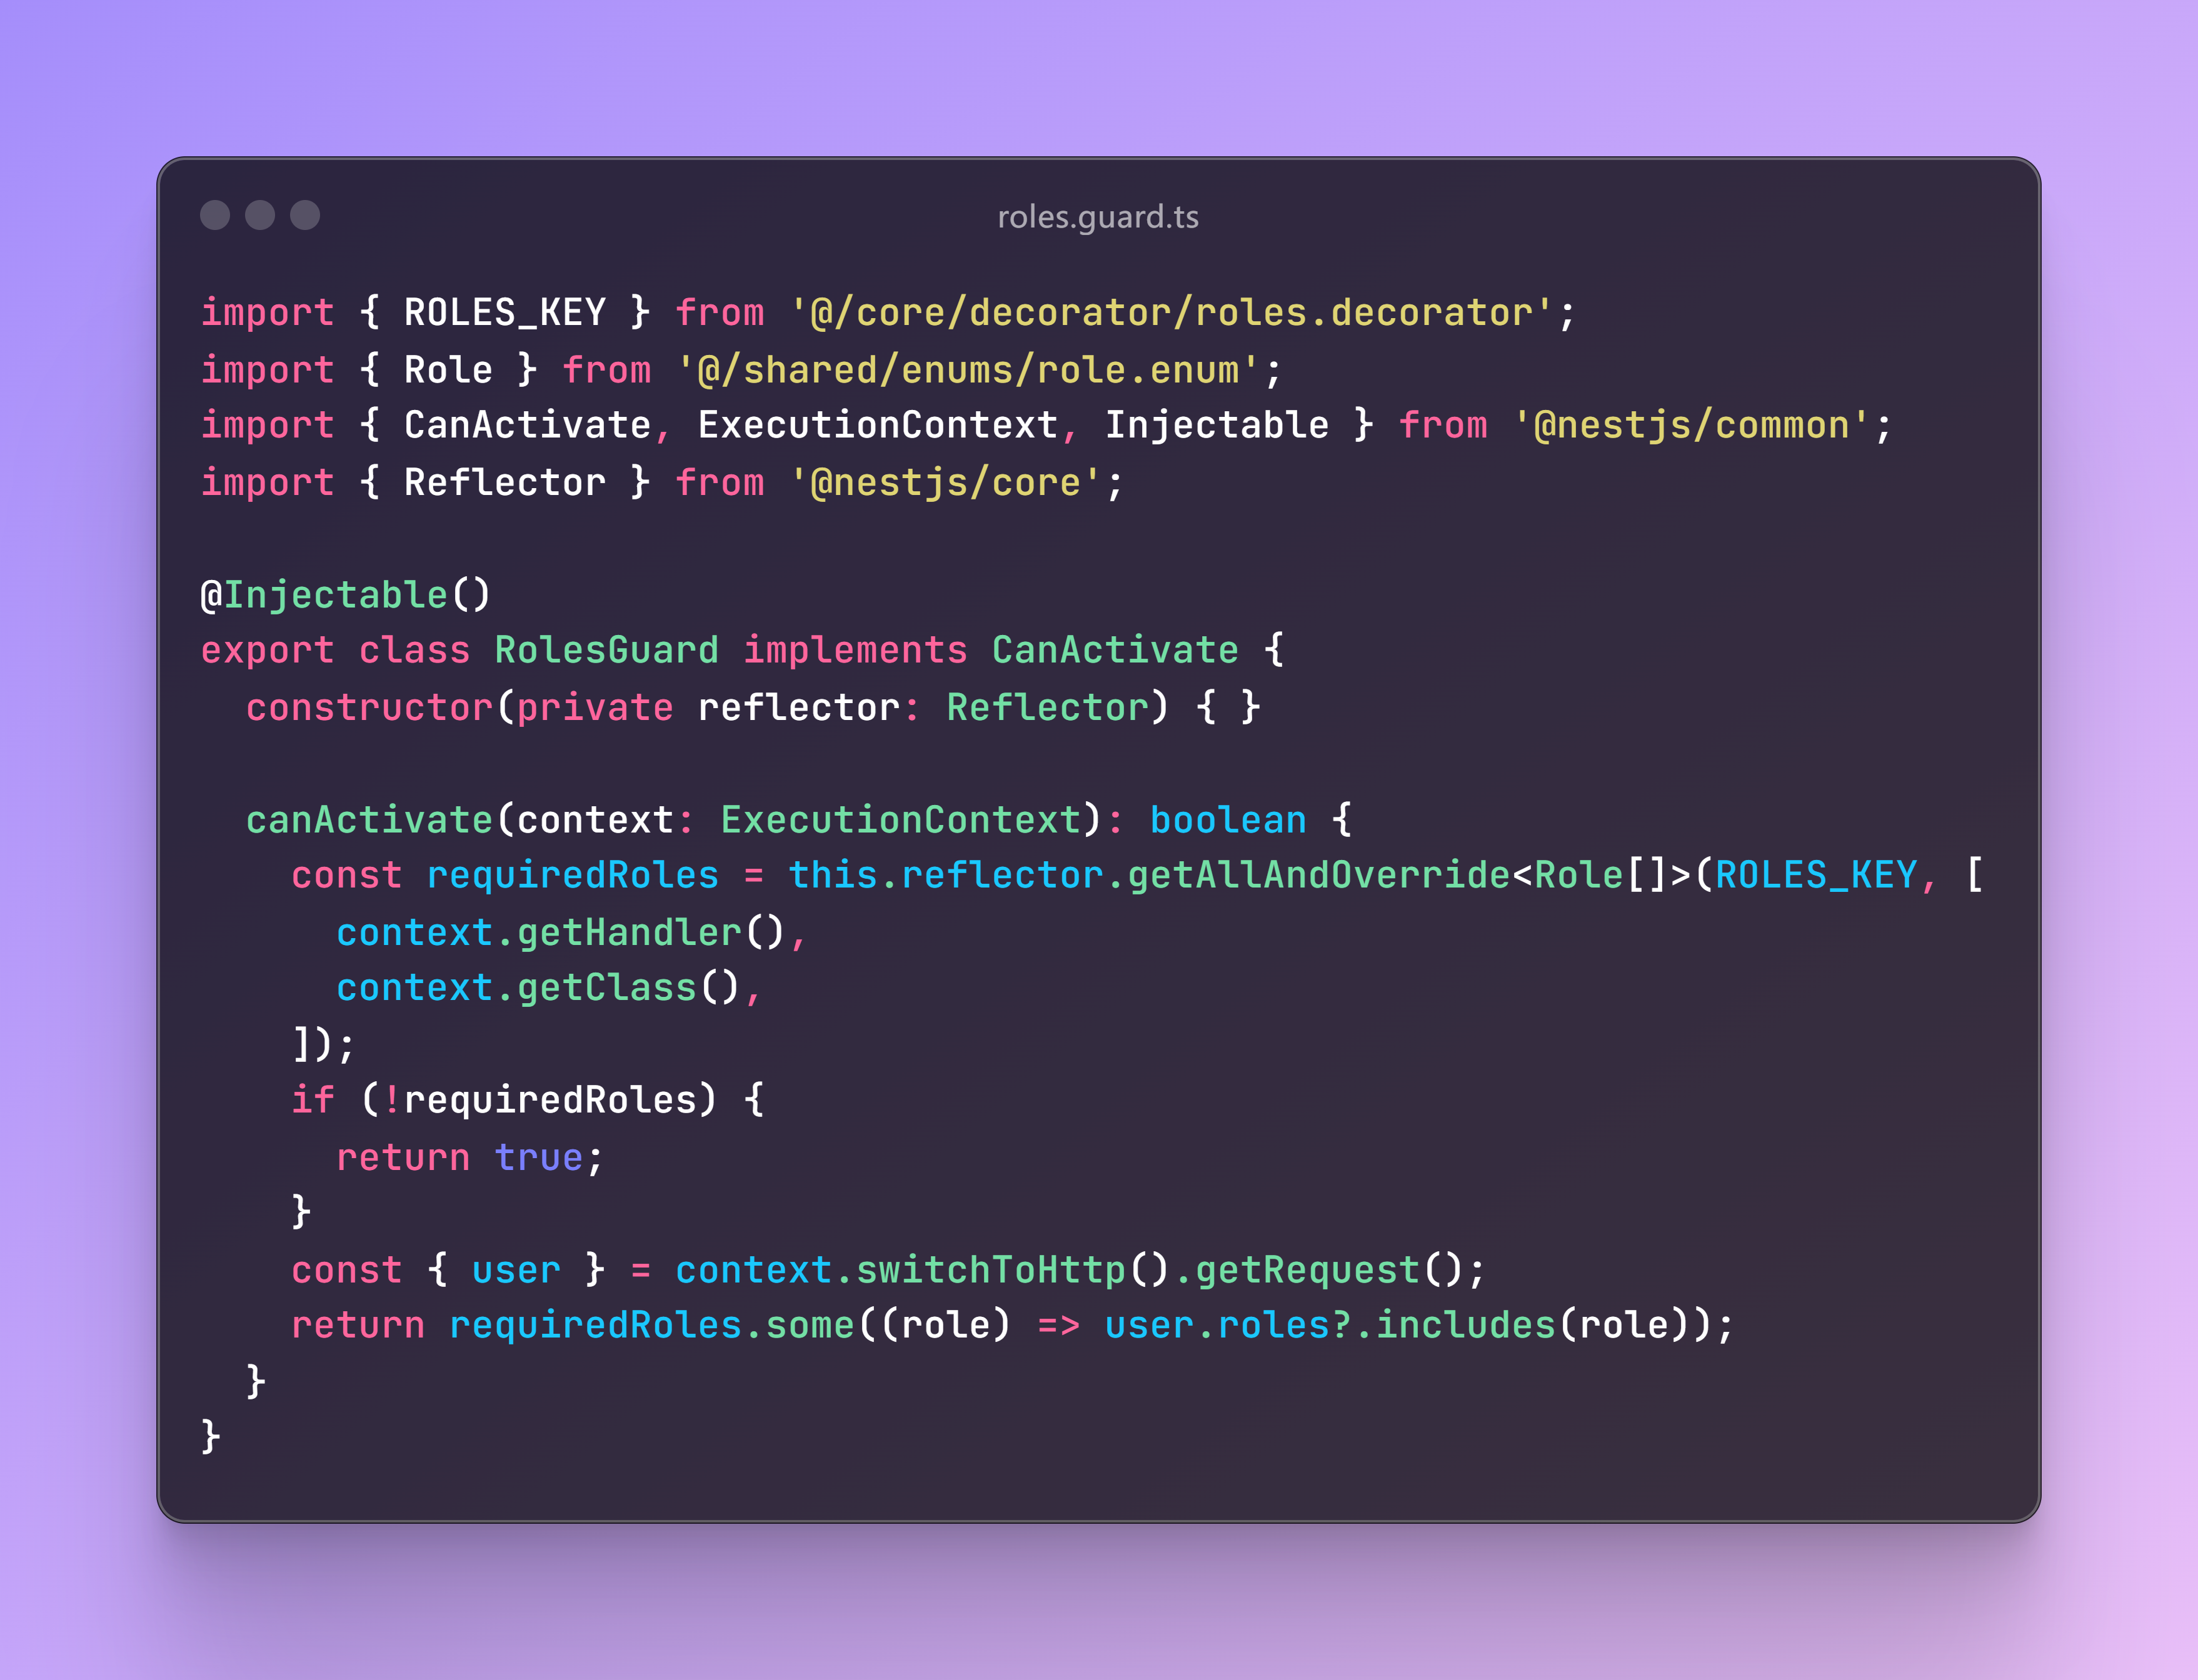 roles.guard.ts
import { ROLES_KEY } from '@/core/decorator/roles.decorator';
import { Role } from '@/shared/enums/role.enum';
import { CanActivate, ExecutionContext, Injectable } from '@nestjs/common';
import { Reflector } from '@nestjs/core';

@Injectable()
export class RolesGuard implements CanActivate {
  constructor(private reflector: Reflector) { }

  canActivate(context: ExecutionContext): boolean {
    const requiredRoles = this.reflector.getAllAndOverride<Role[]>(ROLES_KEY, [
      context.getHandler(),
      context.getClass(),
    ]);
    if (!requiredRoles) {
      return true;
    }
    const { user } = context.switchToHttp().getRequest();
    return requiredRoles.some((role) => user.roles?.includes(role));
  }
}